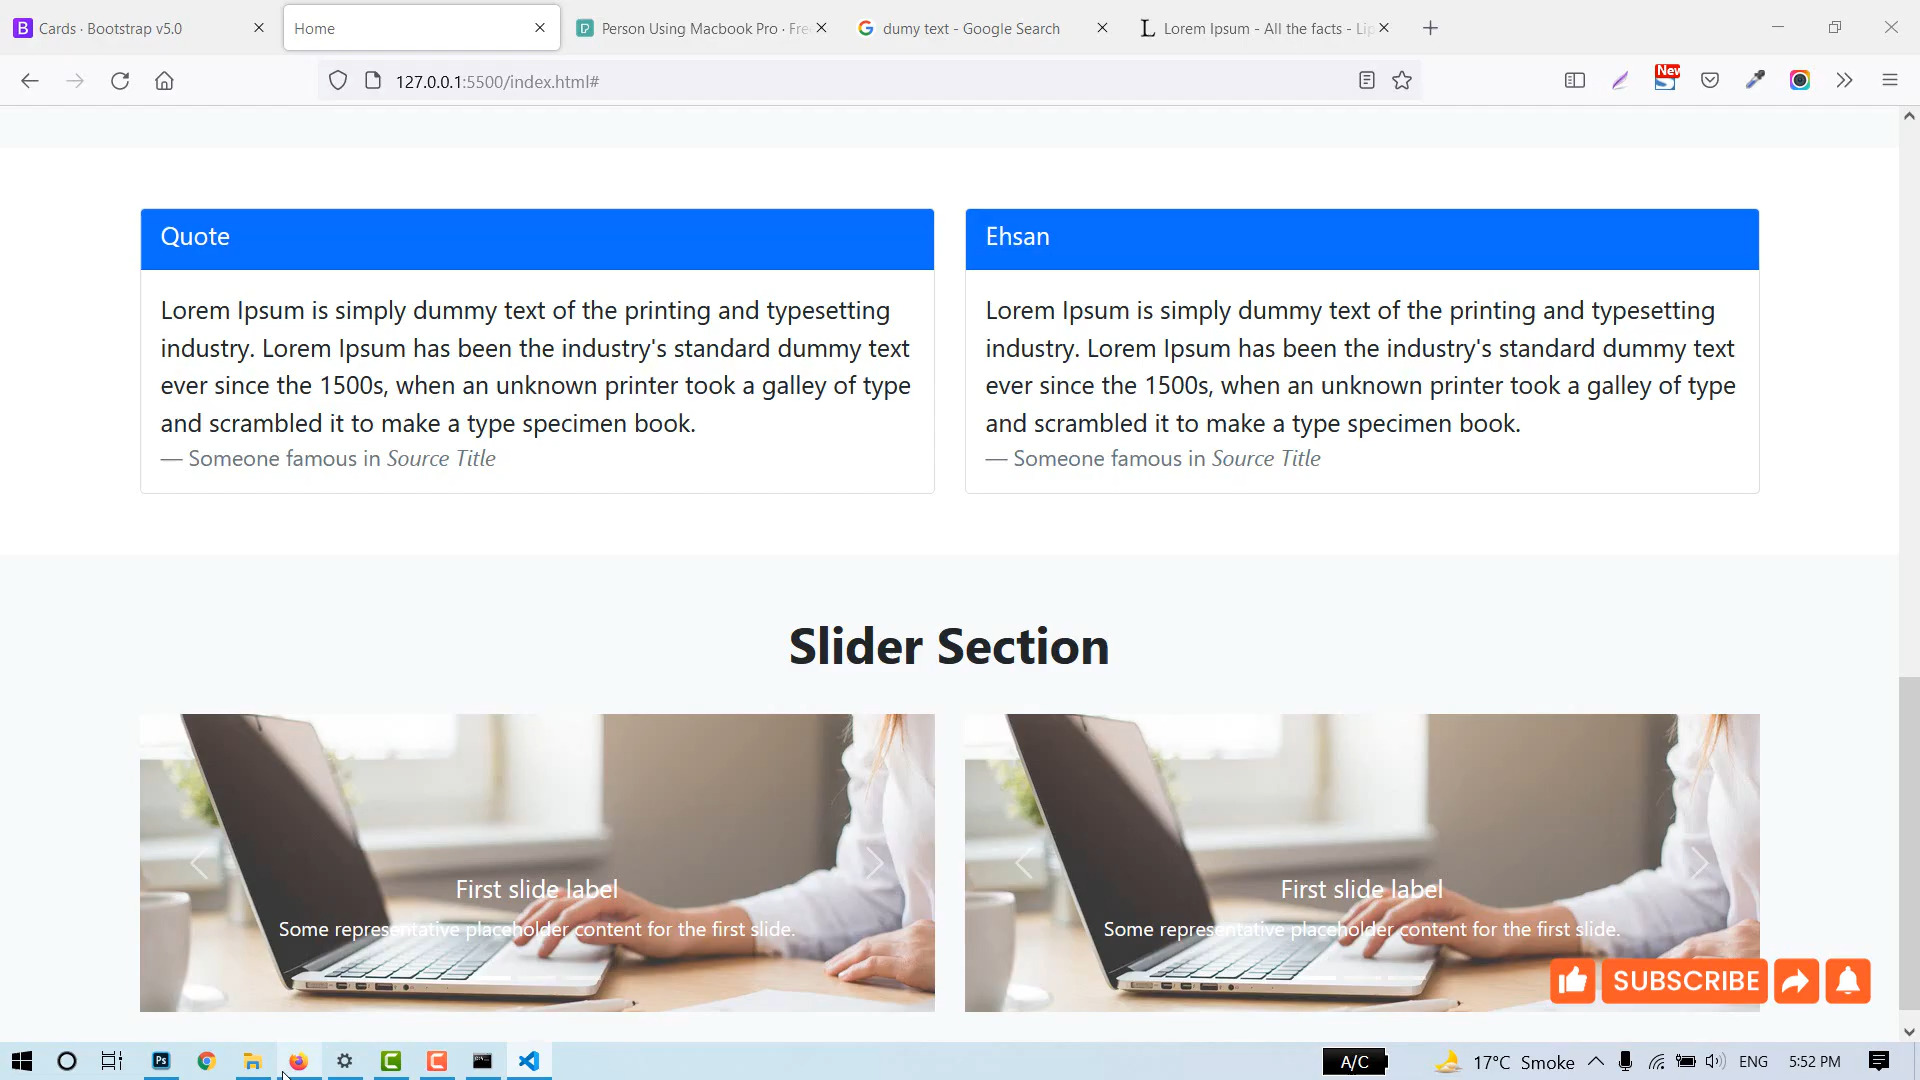 Cards · Bootstrap v5.0
Home
Person Using Macbook Pro · Fre
dumy text - Google Search
L Lorem Ipsum - All the facts - Lip
127.0.0.1:5500/index.html#
New
Quote
Lorem Ipsum is simply dummy text of the printing and typesetting
industry. Lorem Ipsum has been the industry's standard dummy text
ever since the 1500s, when an unknown printer took a galley of type
and scrambled it to make a type specimen book.
— Someone famous in Source Title
Ehsan
Lorem Ipsum is simply dummy text of the printing and typesetting
industry. Lorem Ipsum has been the industry's standard dummy text
ever since the 1500s, when an unknown printer took a galley of type
and scrambled it to make a type specimen book.
— Someone famous in Source Title
Slider Section
First slide label
Some representative placeholder content for the first slide.
First slide label
Some representative placeholder content for the first slide.
SUBSCRIBE
Ps
A/C
17°C Smoke
ENG
5:52 PM